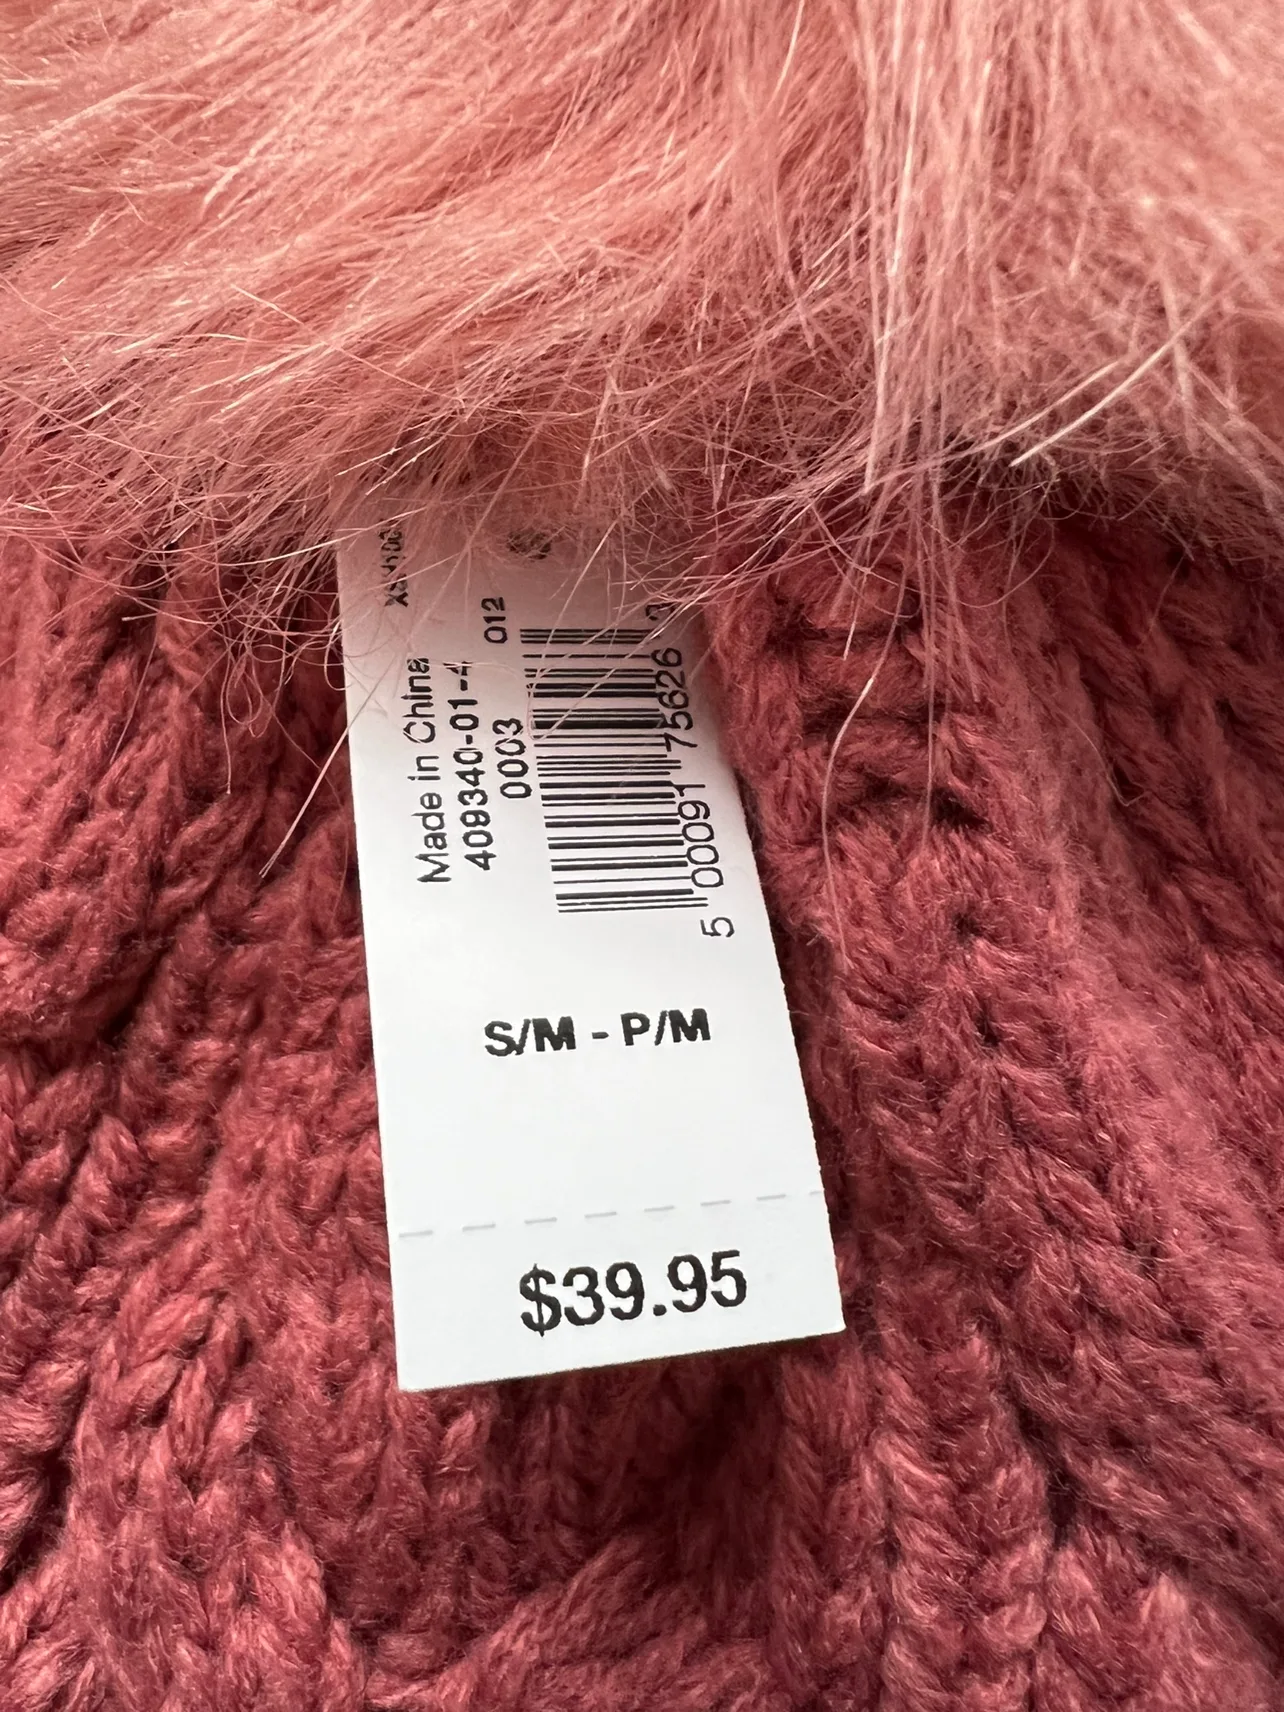 Made in China
409340-01-4
0003 012
5 00091 75626
S/M - P/M
$39.95